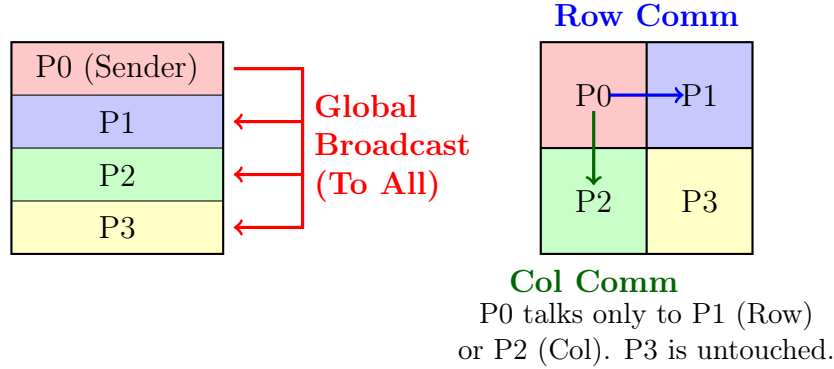 P0 (Sender)
P1
P2
P3
Global
Broadcast
(To All)
Row Comm
P0
P1
P2
P3
Col Comm
P0 talks only to P1 (Row)
or P2 (Col). P3 is untouched.